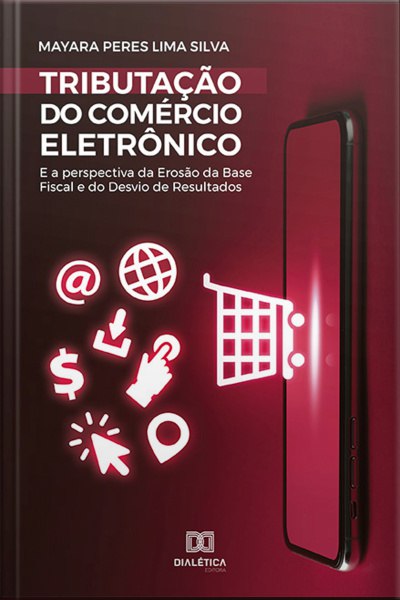 MAYARA PERES LIMA SILVA
TRIBUTAÇÃO
DO COMÉRCIO
ELETRÔNICO
E a perspectiva da Erosão da Base
Fiscal e do Desvio de Resultados
@
$
DIALÉTICA
EDITORA